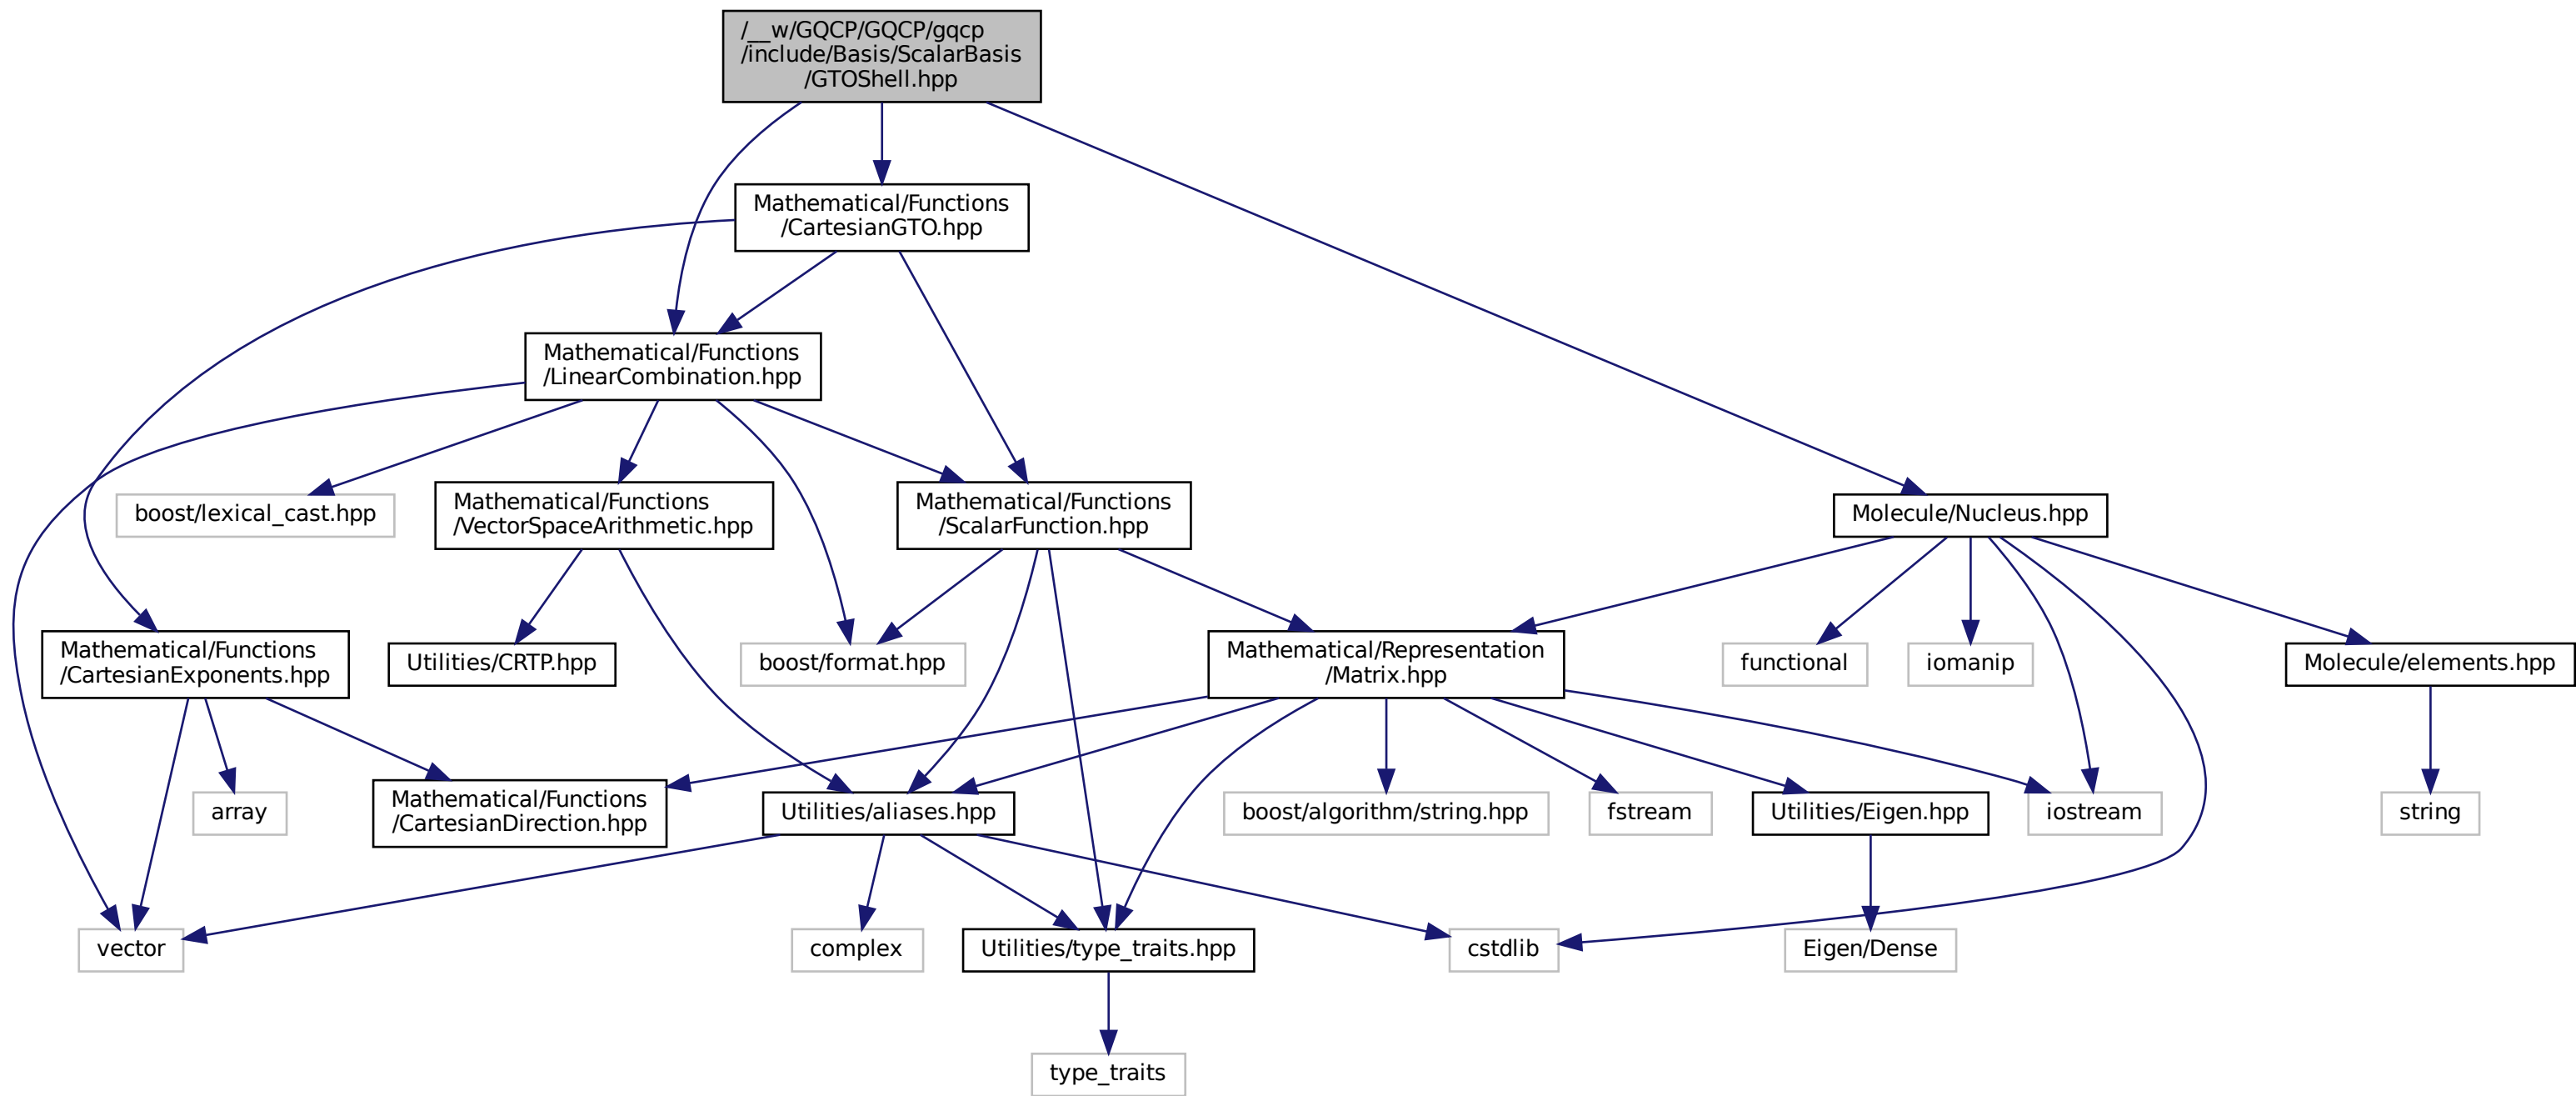 /__w/GQCP/GQCP/gqcp
/include/Basis/ScalarBasis
/GTOShell.hpp
Mathematical/Functions
/CartesianGTO.hpp
Mathematical/Functions
/LinearCombination.hpp
boost/lexical_cast.hpp
Mathematical/Functions
/VectorSpaceArithmetic.hpp
Mathematical/Functions
/ScalarFunction.hpp
Molecule/Nucleus.hpp
Mathematical/Functions
/CartesianExponents.hpp
Utilities/CRTP.hpp
boost/format.hpp
Mathematical/Representation
/Matrix.hpp
functional
iomanip
Molecule/elements.hpp
array
Mathematical/Functions
/CartesianDirection.hpp
Utilities/aliases.hpp
boost/algorithm/string.hpp
fstream
Utilities/Eigen.hpp
iostream
string
vector
complex
Utilities/type_traits.hpp
cstdlib
Eigen/Dense
type_traits